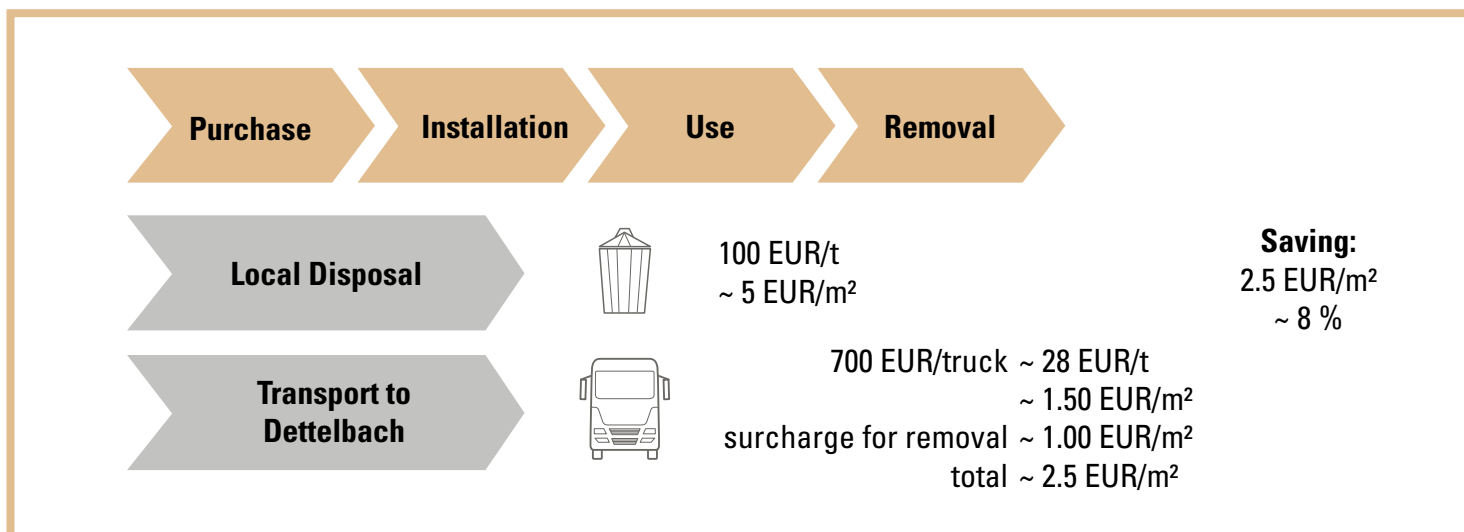 Purchase
Installation
Use
Removal
Local Disposal
100 EUR/t
~ 5 EUR/m²
Saving:
2.5 EUR/m²
~ 8 %
Transport to
Dettelbach
700 EUR/truck ~ 28 EUR/t
~ 1.50 EUR/m²
surcharge for removal ~ 1.00 EUR/m²
total ~ 2.5 EUR/m²